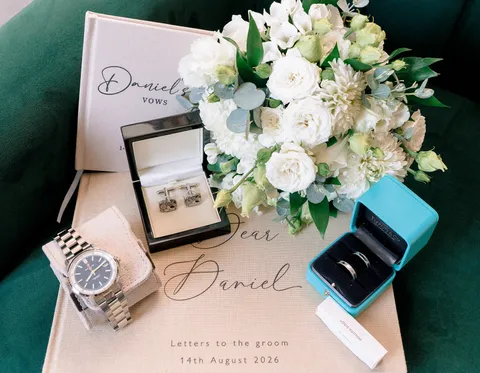 Daniel's
VOWS
Dear
Daniel
Letters to the groom
14th August 2026